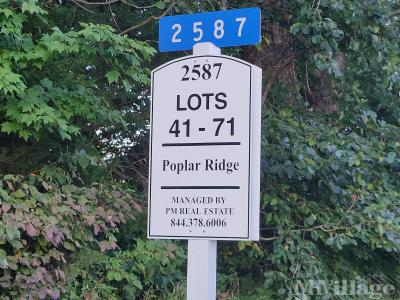 2587
2587
LOTS
41 - 71
Poplar Ridge
MANAGED BY
PM REAL ESTATE
844.378.6006
MHVillage